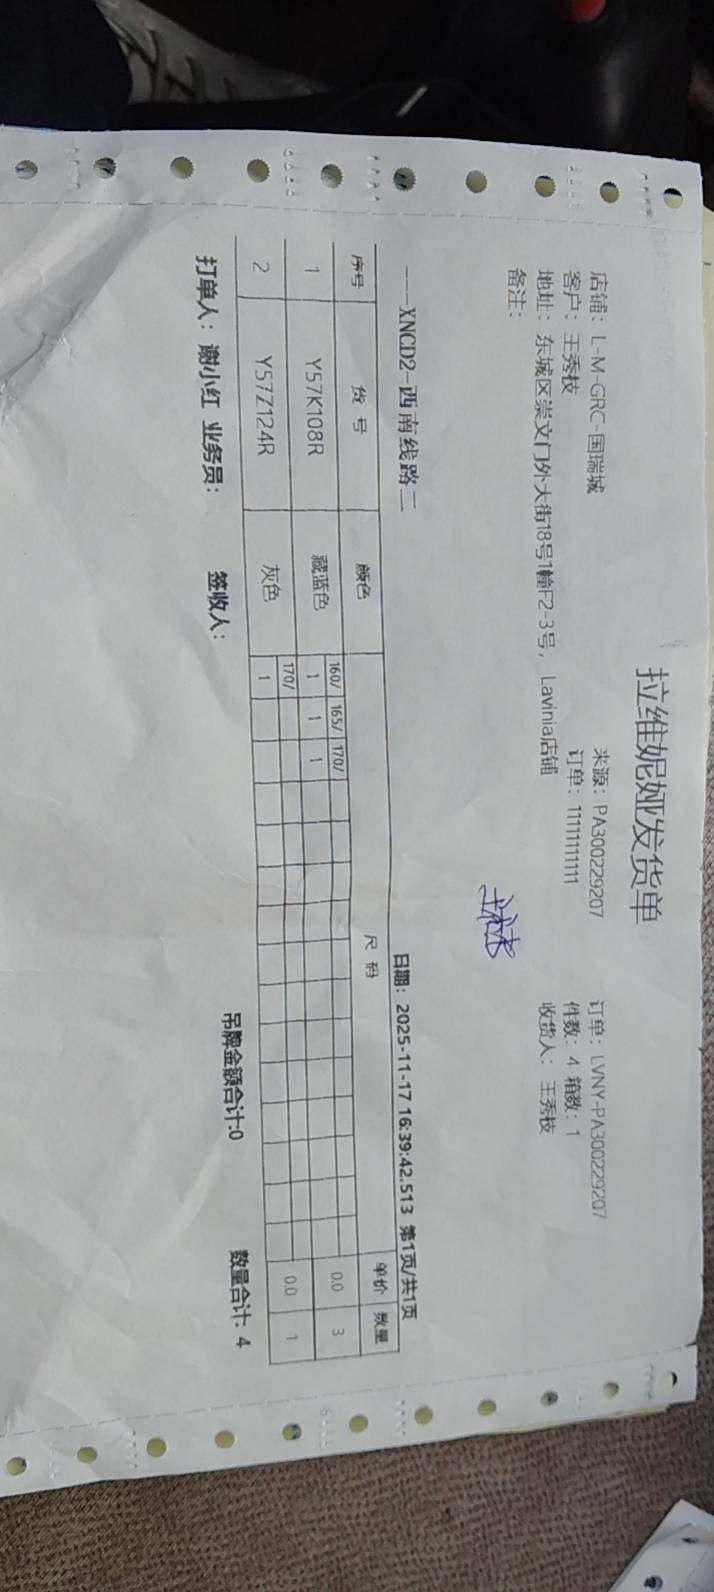 拉维妮娅发货单
店铺：L-M-GRC-国瑞城 来源：PA300229207 订单：LVNY-PA300229207
客户：王秀枝 订单：11111111111 件数：4 箱数：1
地址：东城区崇文门外大街18号1幢F2-3号，Lavinia店铺 收货人：王秀枝
备注：
---XNCD2-西南线路二 日期：2025-11-17 16:39:42.513 第1页/共1页
序号 货号 颜色 尺码 单价 数量
160/ 165/ 170/
1 Y57K108R 藏蓝色 1 1 1 0.0 3
170/
2 Y57Z124R 灰色 1 0.0 1
打单人：谢小红 业务员： 签收人： 吊牌金额合计:0 数量合计: 4